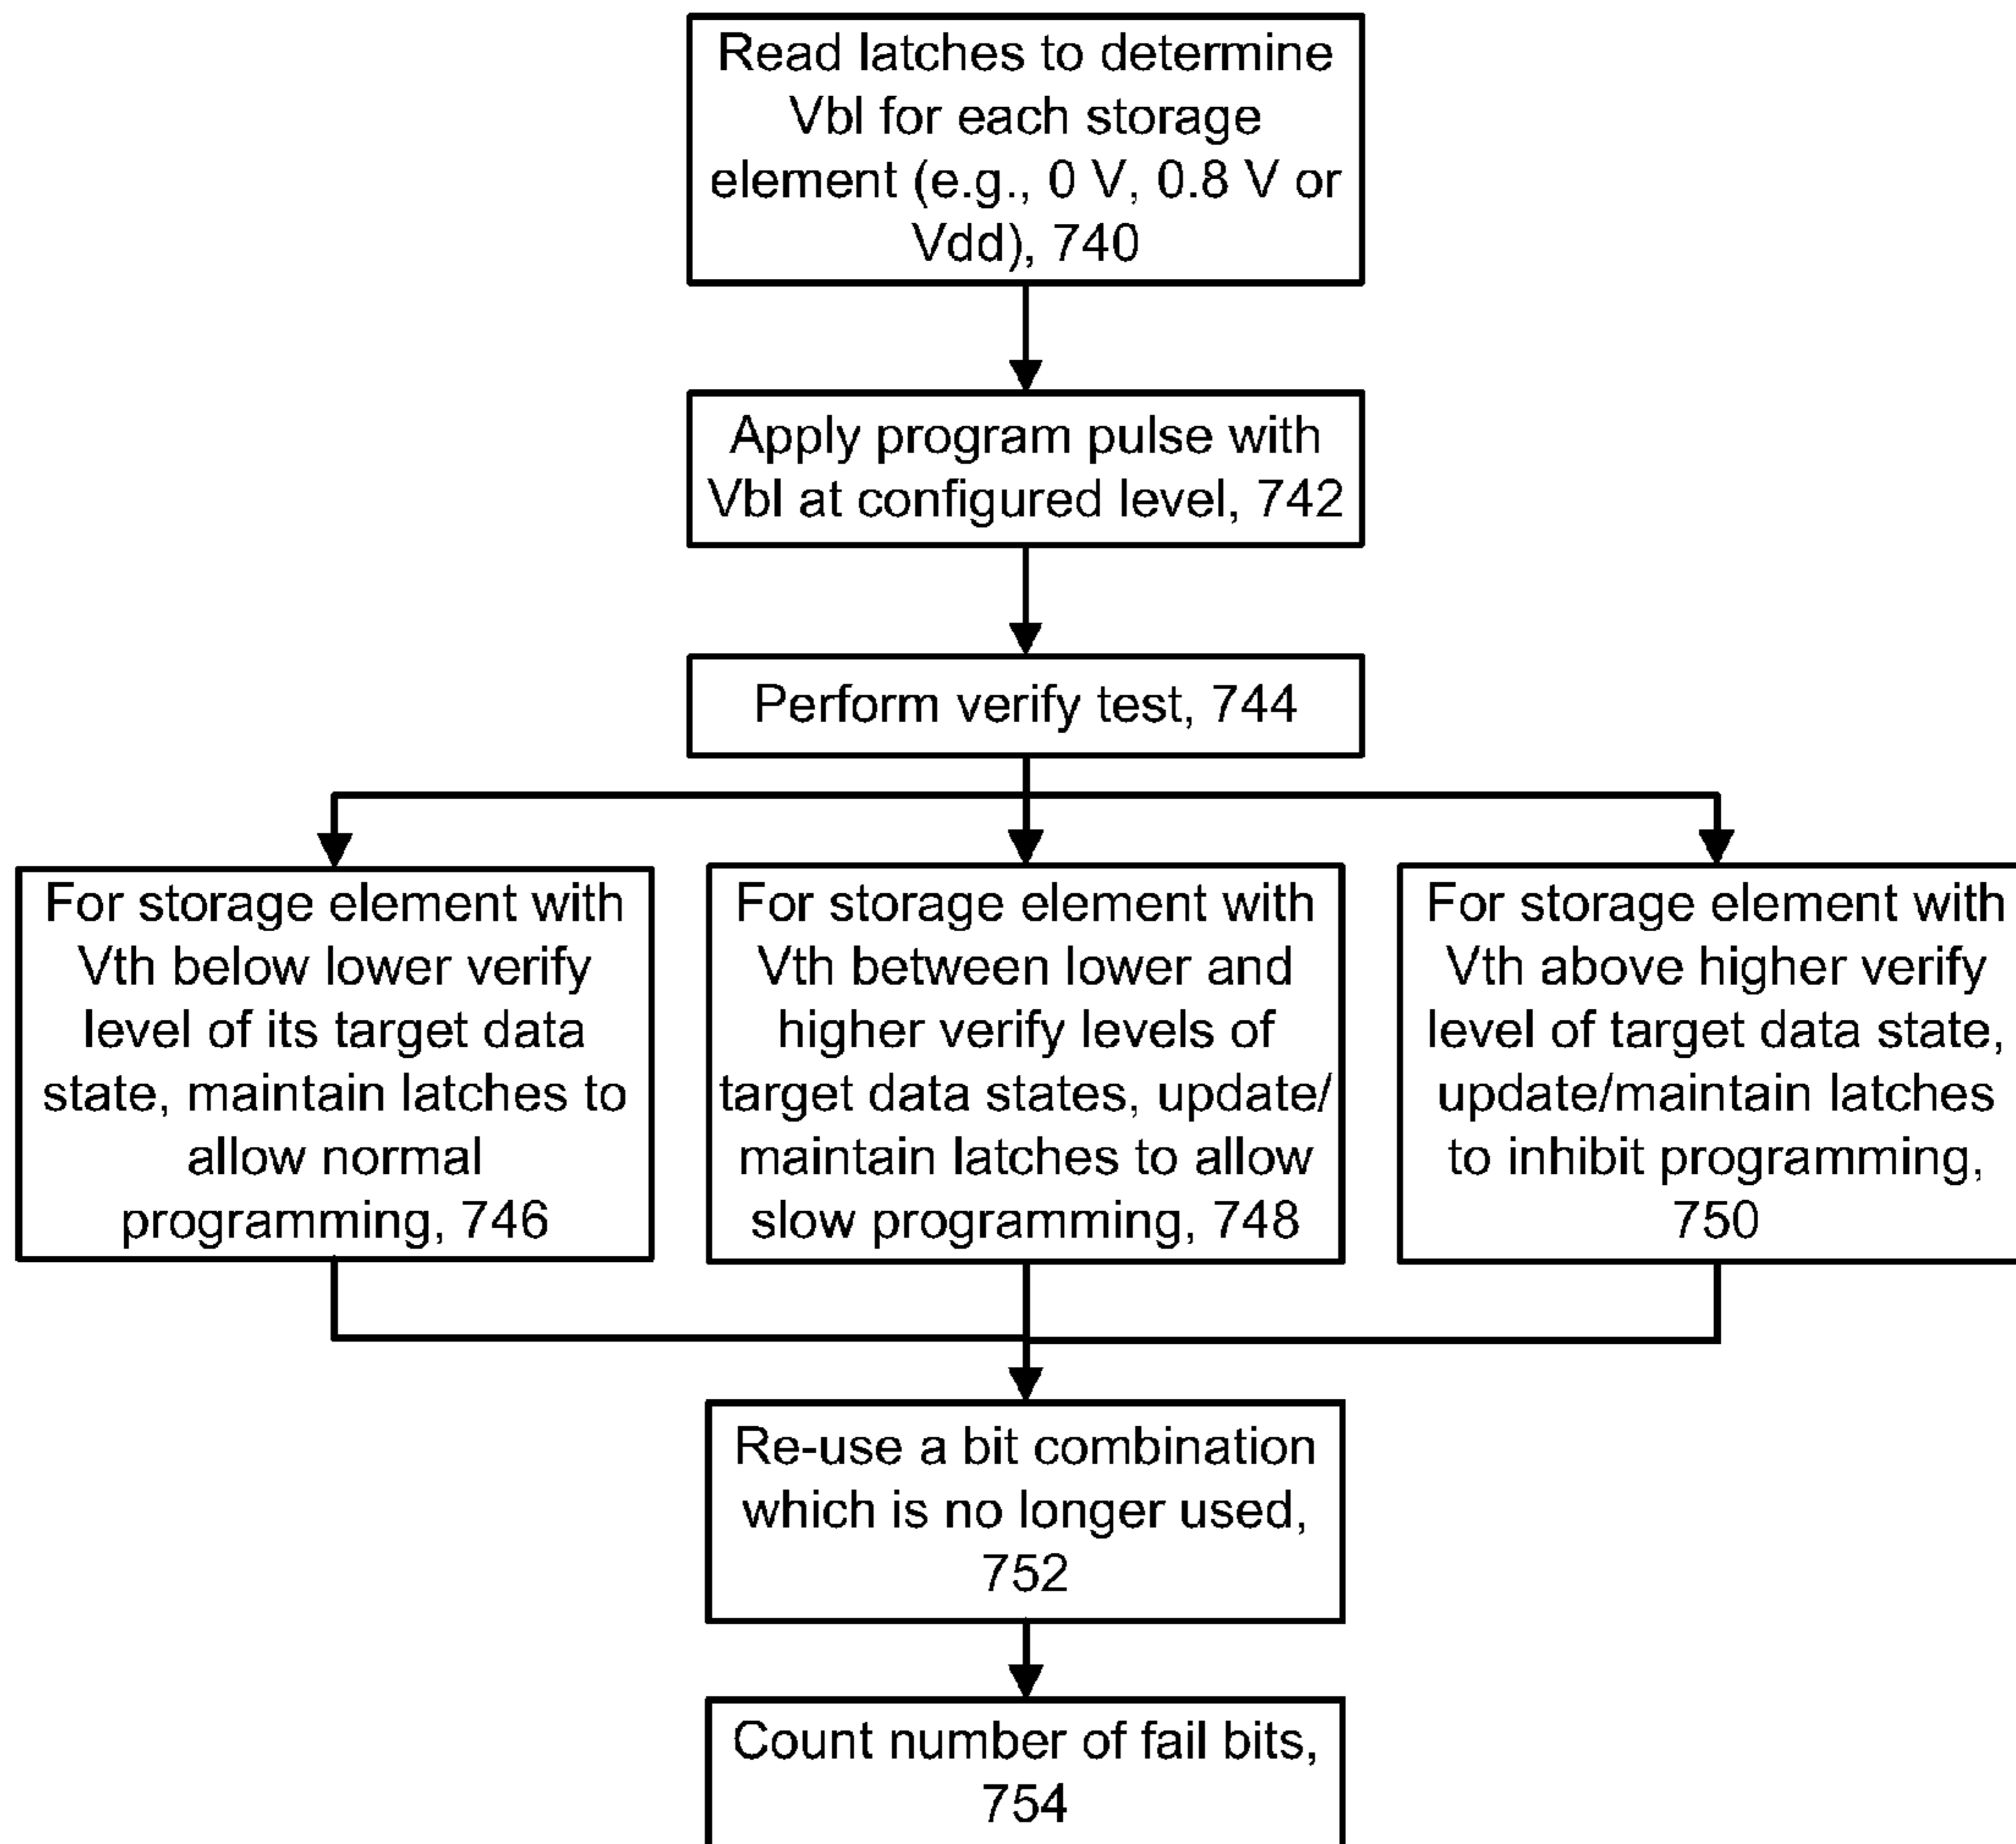 Read latches to determine
Vbl for each storage
element (e.g., 0 V, 0.8 V or
Vdd), 740
Apply program pulse with
Vbl at configured level, 742
Perform verify test, 744
For storage element with
Vth below lower verify
level of its target data
state, maintain latches to
allow normal
programming, 746
For storage element with
Vth between lower and
higher verify levels of
target data states, update/
maintain latches to allow
slow programming, 748
For storage element with
Vth above higher verify
level of target data state,
update/maintain latches
to inhibit programming,
750
Re-use a bit combination
which is no longer used,
752
Count number of fail bits,
754